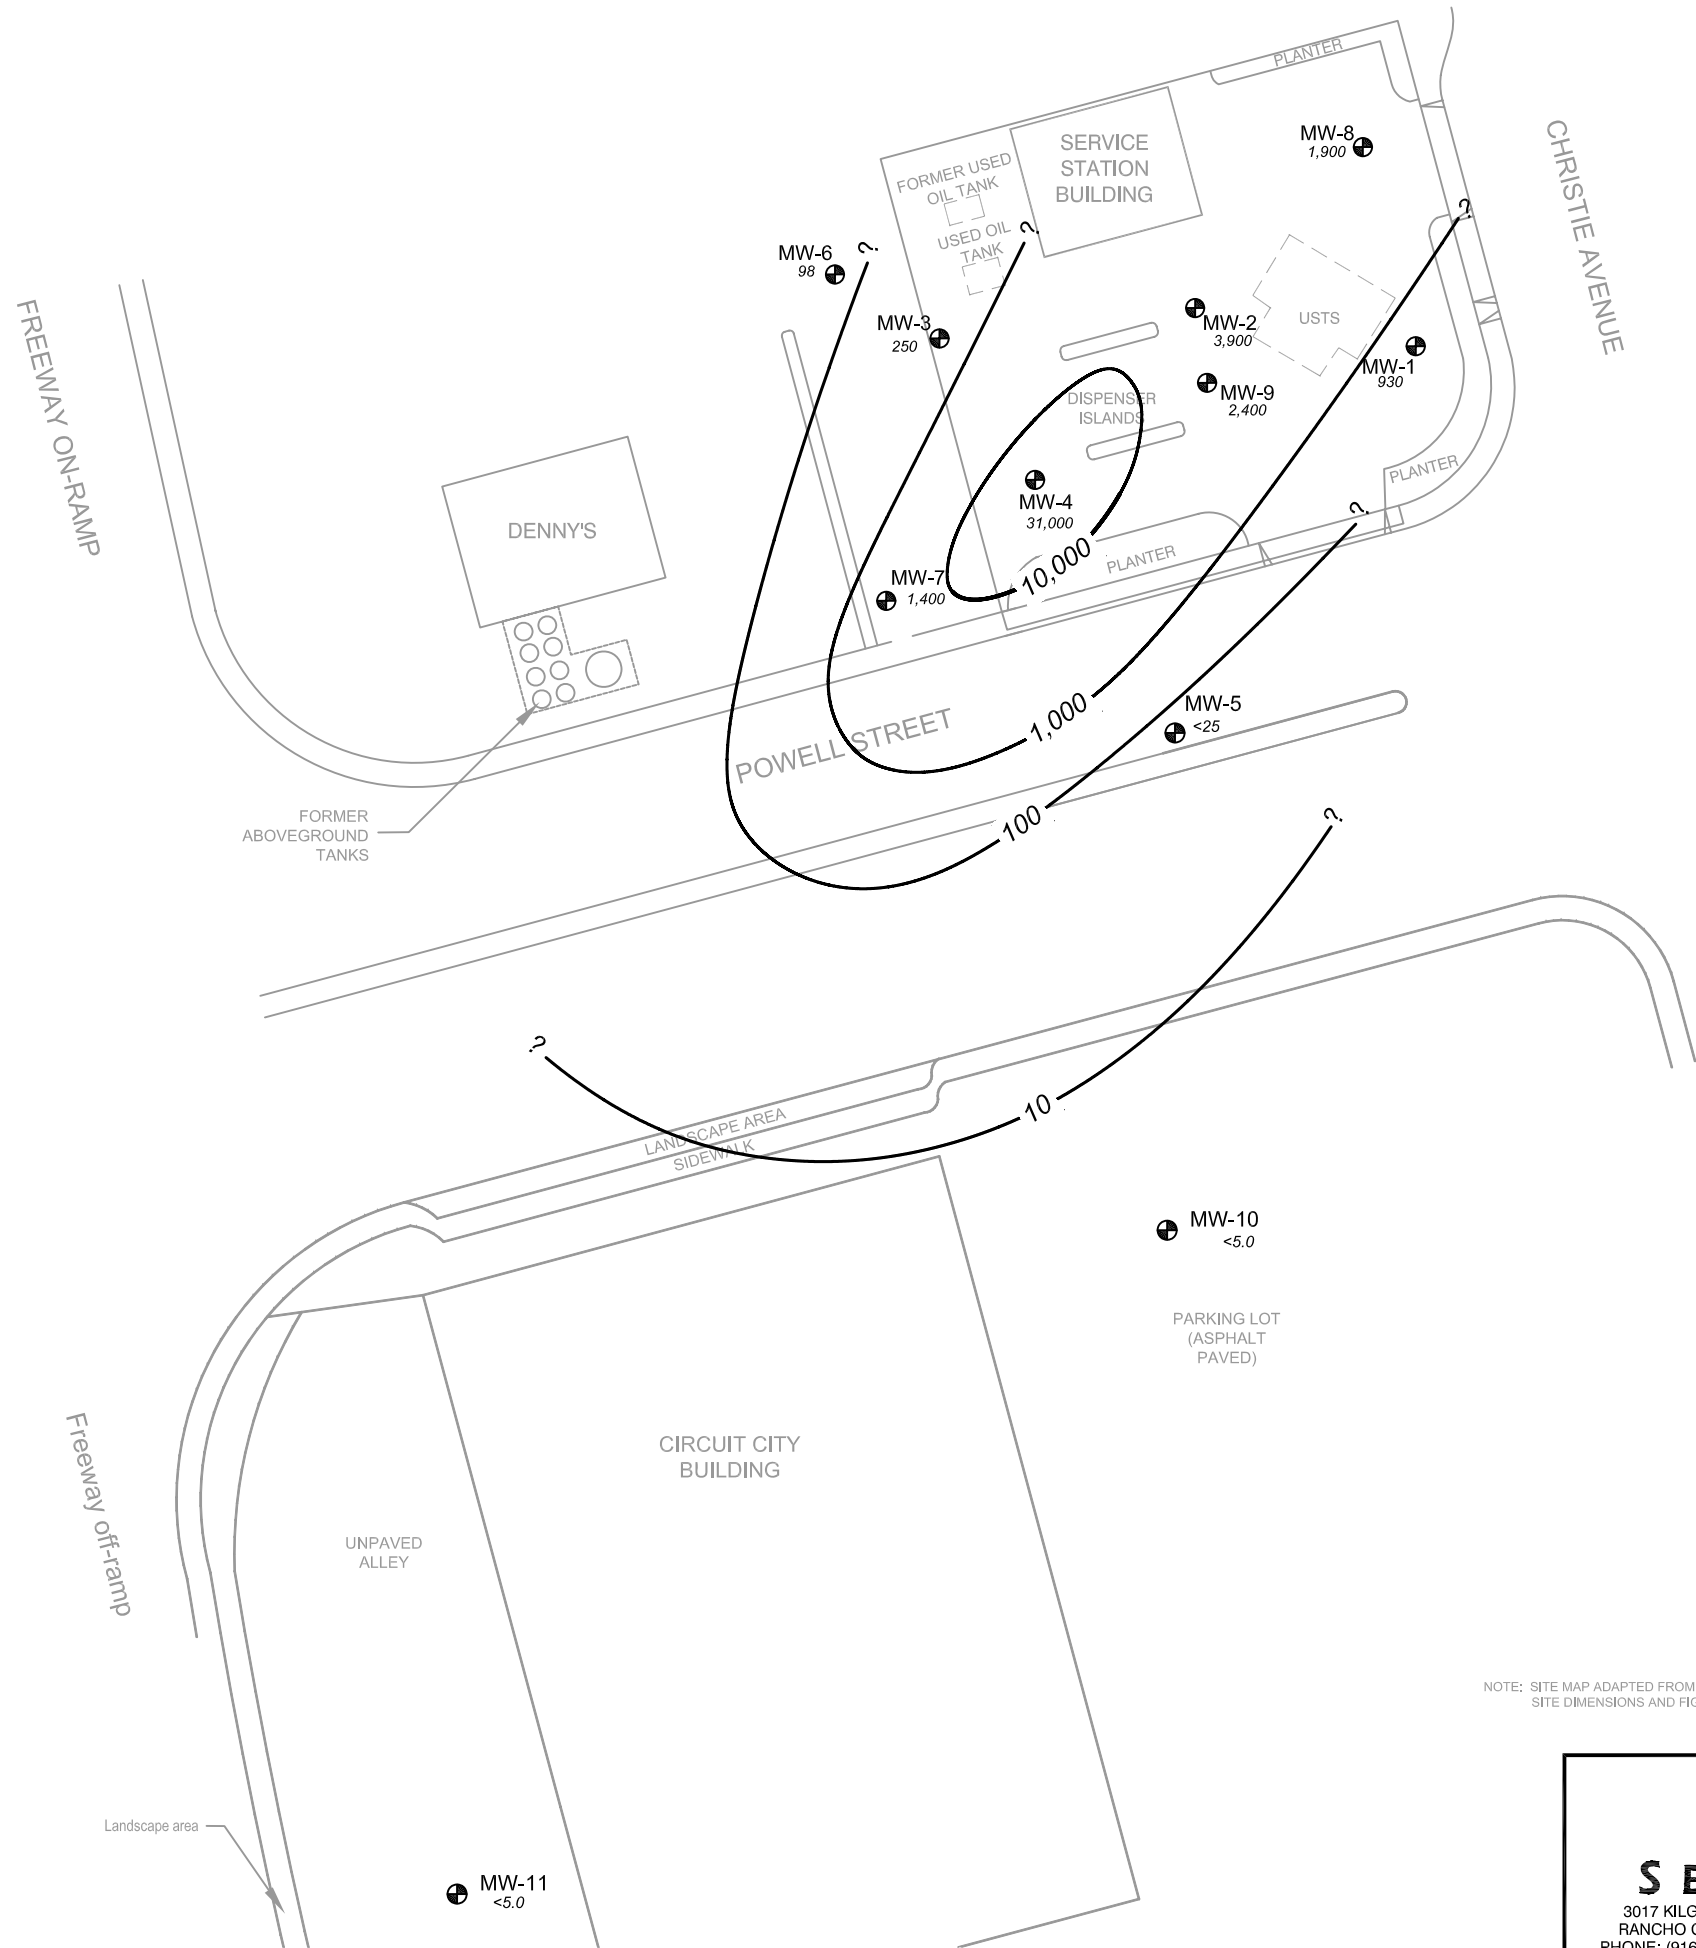 PLANTER
MW-8
1,900
SERVICE
STATION
BUILDING
FORMER USED
OIL TANK
USED OIL
TANK
?
?
?
CHRISTIE AVENUE
MW-6
98
MW-3
250
MW-2
3,900
USTS
MW-1
930
MW-9
2,400
DISPENSER
ISLANDS
FREEWAY ON-RAMP
PLANTER
MW-4
31,000
?
DENNY'S
10,000
PLANTER
MW-7
1,400
MW-5
<25
1,000
POWELL STREET
FORMER
ABOVEGROUND
TANKS
100
?
?
10
LANDSCAPE AREA
SIDEWALK
MW-10
<5.0
PARKING LOT
(ASPHALT
PAVED)
CIRCUIT CITY
BUILDING
Freeway off-ramp
UNPAVED
ALLEY
NOTE: SITE MAP ADAPTED FROM
SITE DIMENSIONS AND
Landscape area
MW-11
<5.0
S
3017
RANCHO
PHONE: (916